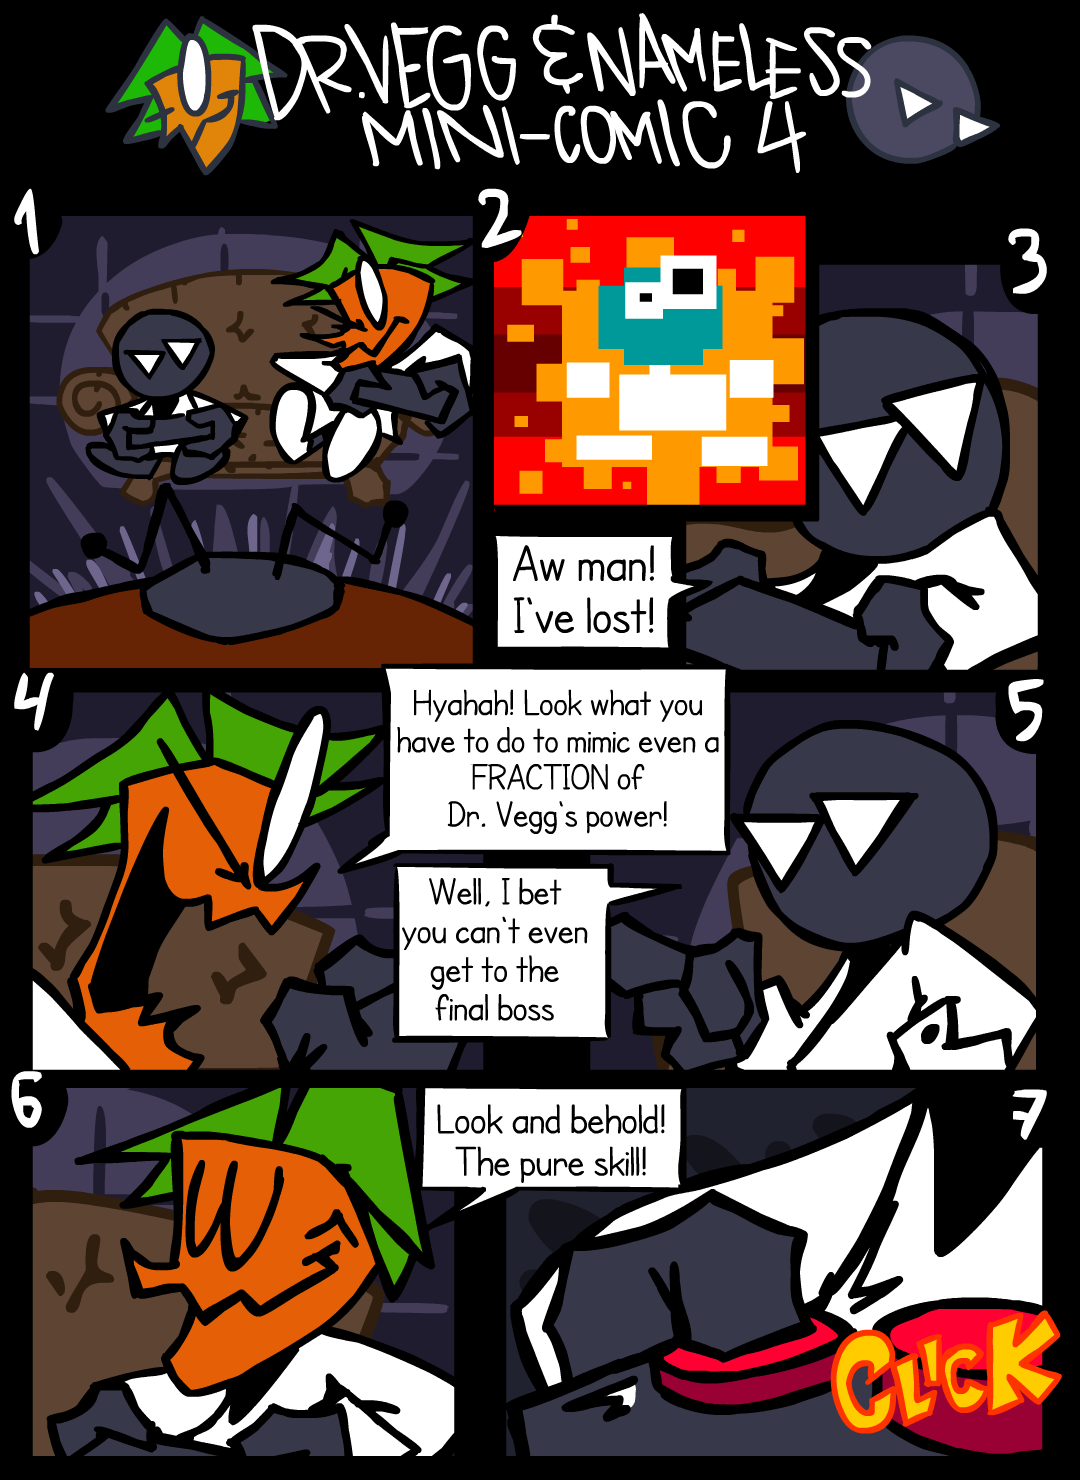 DR.VEGG & NAMELESS
MINI-COMIC 4
1
2
3
Aw man!
I've lost!
4
Hyahah! Look what you
have to do to mimic even a
FRACTION of
Dr. Vegg's power!
5
Well, I bet
you can't even
get to the
final boss
6
Look and behold!
The pure skill!
7
CLICK